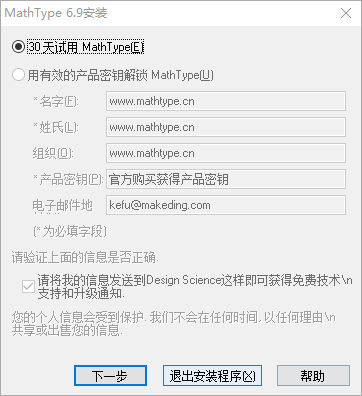 MathType 6.9安装
30 天试用 MathType(E)
用有效的产品密钥解锁 MathType(U)
* 名字(F): www.mathtype.cn
* 姓氏(L): www.mathtype.cn
组织(O): www.mathtype.cn
* 产品密钥(P): 官方购买获得产品密钥
电子邮件地 kefu@makeding.com
(* 为必填字段)
请验证上面的信息是否正确.
请将我的信息发送到Design Science这样即可获得免费技术\n
支持和升级通知.
您的个人信息会受到保护. 我们不会在任何时间, 以任何理由\n
共享或出售您的信息.
下一步 退出安装程序(X) 帮助